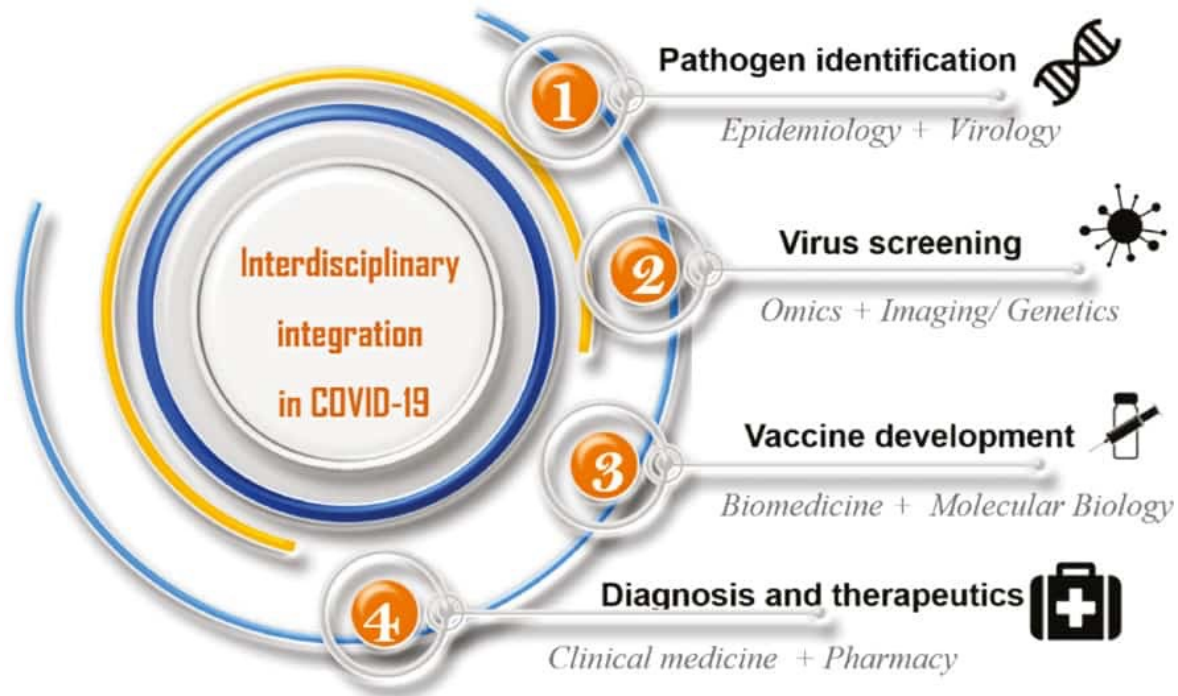 Interdisciplinary
integration
in COVID-19
1
Pathogen identification
Epidemiology + Virology
2
Virus screening
Omics + Imaging/ Genetics
3
Vaccine development
Biomedicine + Molecular Biology
4
Diagnosis and therapeutics
Clinical medicine + Pharmacy